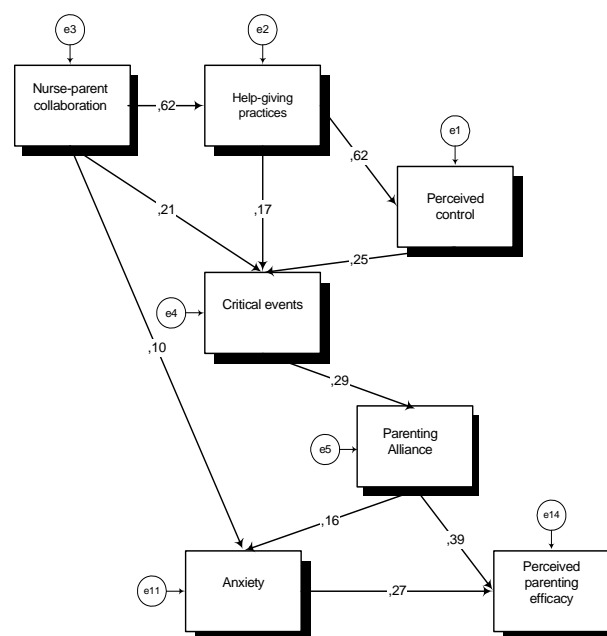 e3
e2
Nurse-parent
collaboration
,62
Help-giving
practices
e1
,62
Perceived
control
,21
,17
,25
e4
Critical events
,10
,29
e5
Parenting
Alliance
,16
,39
e14
e11
Anxiety
,27
Perceived
parenting
efficacy